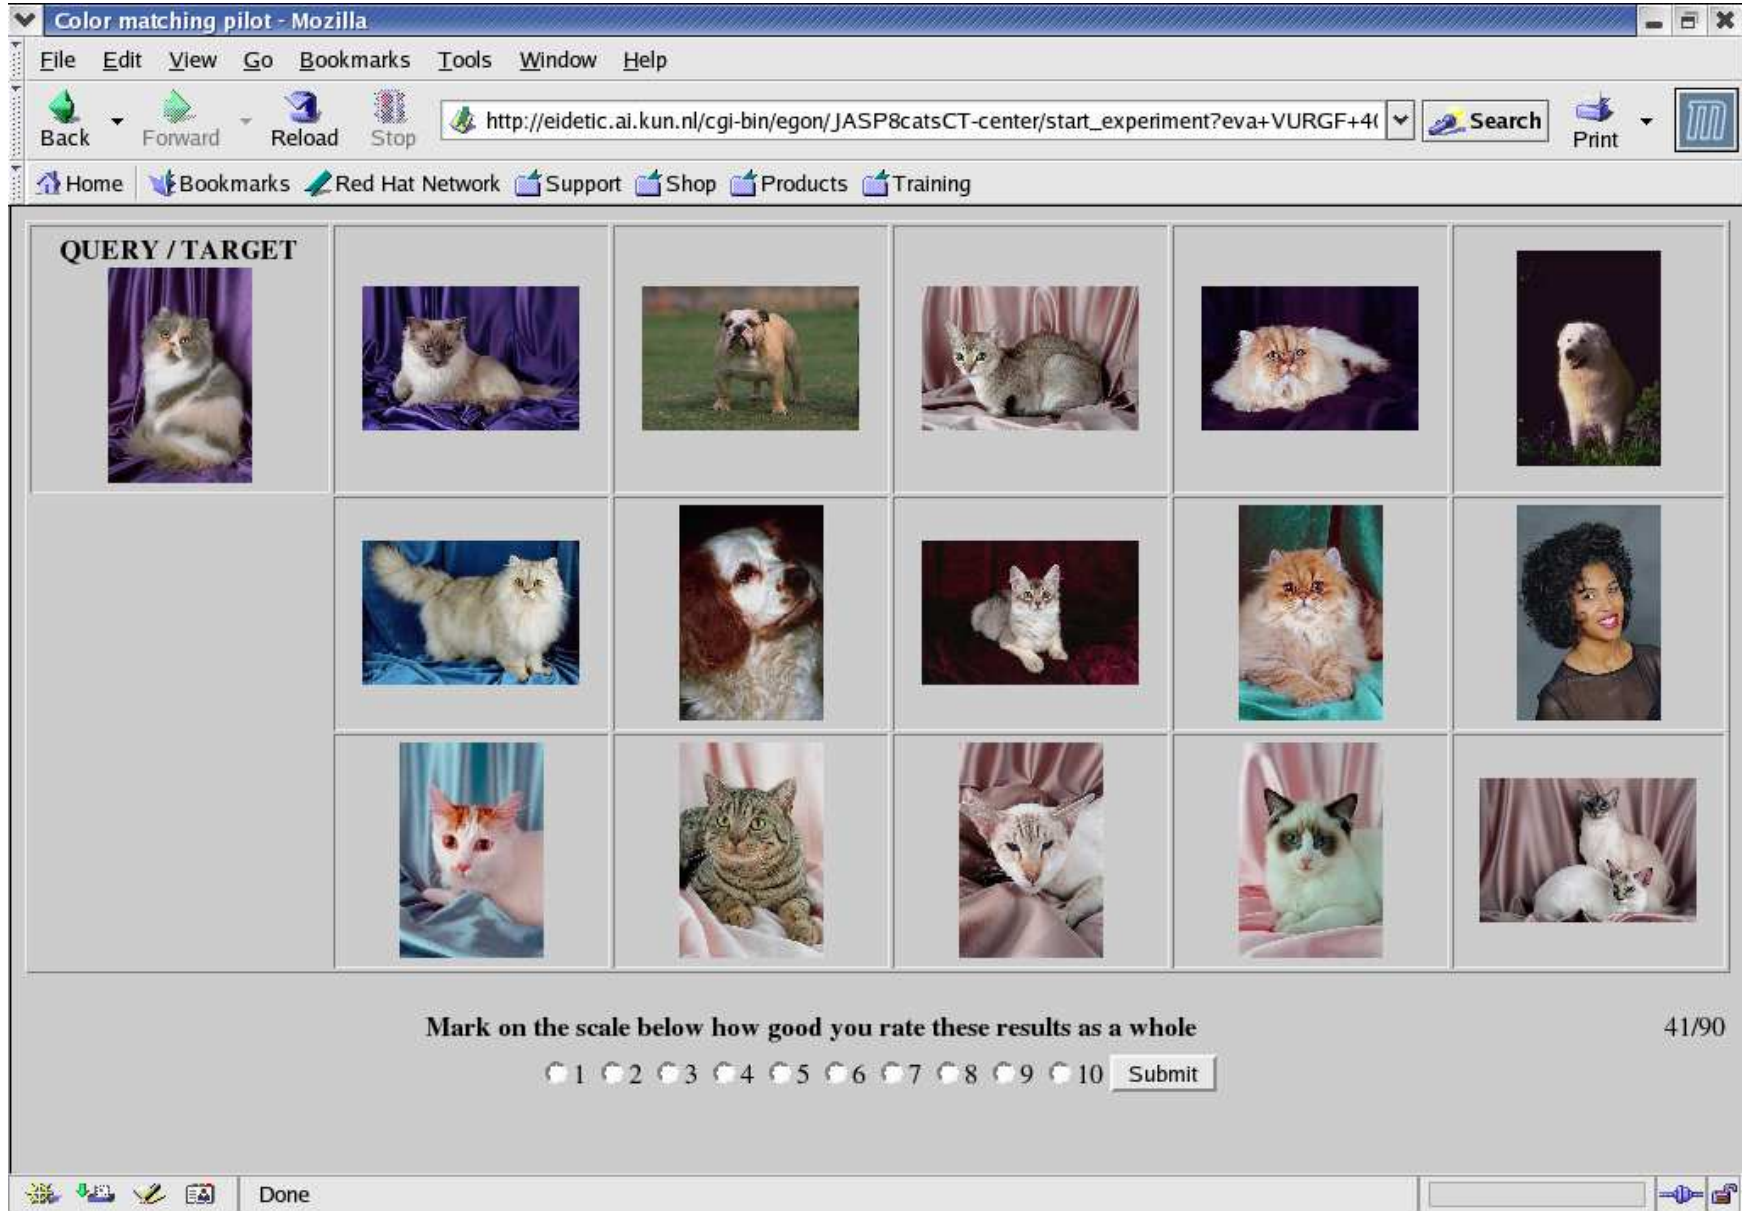 Color matching pilot - Mozilla
File Edit View Go Bookmarks Tools Window Help
Back Forward Reload Stop http://eidetic.ai.kun.nl/cgi-bin/egon/JASP8catsCT-center/start_experiment?eva+VURGF+4( Search Print
Home Bookmarks Red Hat Network Support Shop Products Training
QUERY / TARGET
Mark on the scale below how good you rate these results as a whole 41/90
1 2 3 4 5 6 7 8 9 10 Submit
Done